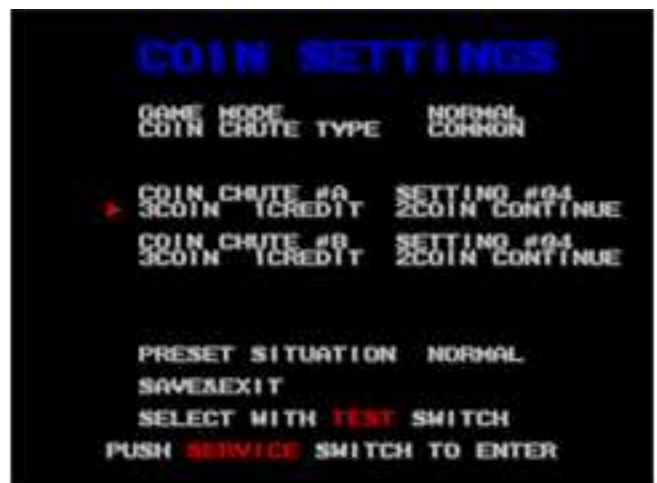 COIN SETTINGS
GAME MODE NORMAL
COIN CHUTE TYPE COMMON
COIN CHUTE #A SETTING #04
3COIN 1CREDIT 2COIN CONTINUE
COIN CHUTE #B SETTING #04
3COIN 1CREDIT 2COIN CONTINUE
PRESET SITUATION NORMAL
SAVE&EXIT
SELECT WITH TEST SWITCH
PUSH SERVICE SWITCH TO ENTER